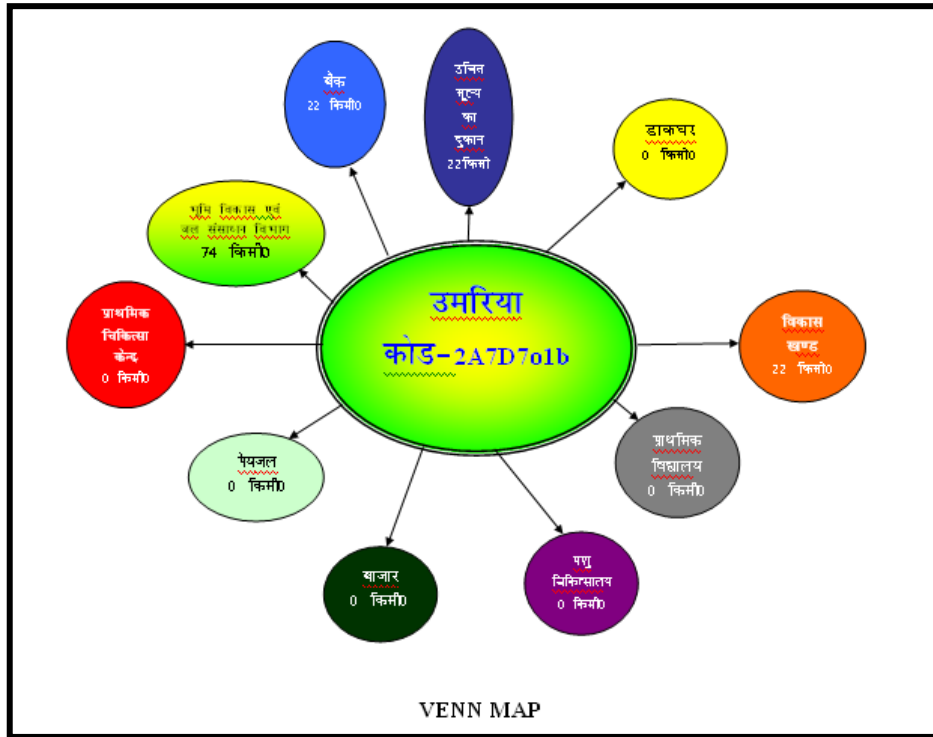 बैंक
22 किमी0
उचित
मूल्य
का
दुकान
22किमी
डाकघर
0 किमी0
भूमि विकास एवं
जल संसाधन विभाग
74 किमी0
उमरिया
कोड-2A7D7o1b
प्राथमिक
चिकित्सा
केन्द
0 किमी0
विकास
खण्ड
22 किमी0
पेयजल
0 किमी0
प्राथमिक
विद्यालय
0 किमी0
बाजार
0 किमी0
पशु
चिकित्सालय
0 किमी0
VENN MAP